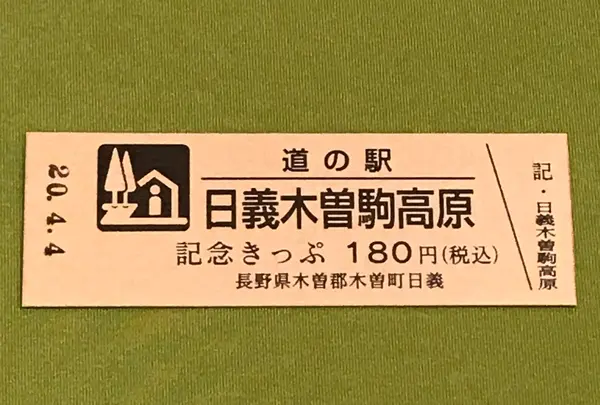 20.4.4
道の駅
日義木曽駒高原
記念きっぷ 180円(税込)
長野県木曽郡木曽町日義
記・日義木曽駒高原